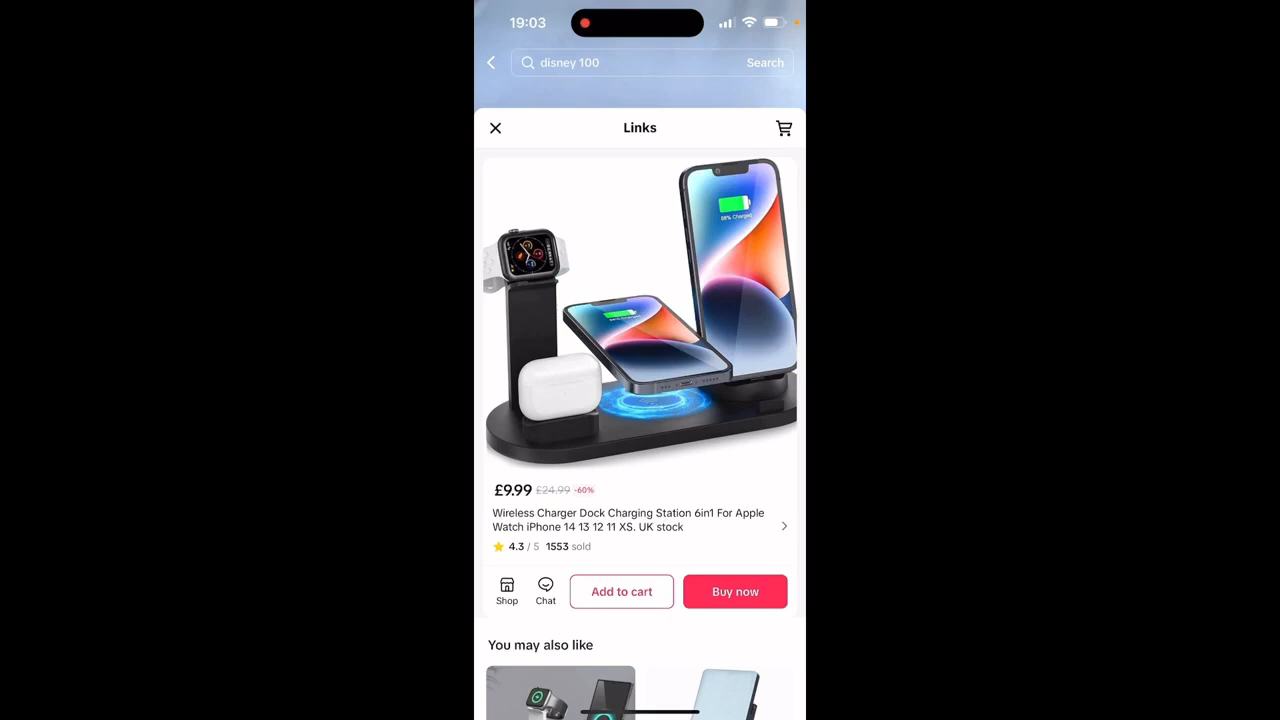 19:03
disney 100
Search
Links
88% Charged
£9.99 £24.99 -60%
Wireless Charger Dock Charging Station 6in1 For Apple
Watch iPhone 14 13 12 11 XS. UK stock
4.3 / 5 1553 sold
Shop
Chat
Add to cart
Buy now
You may also like